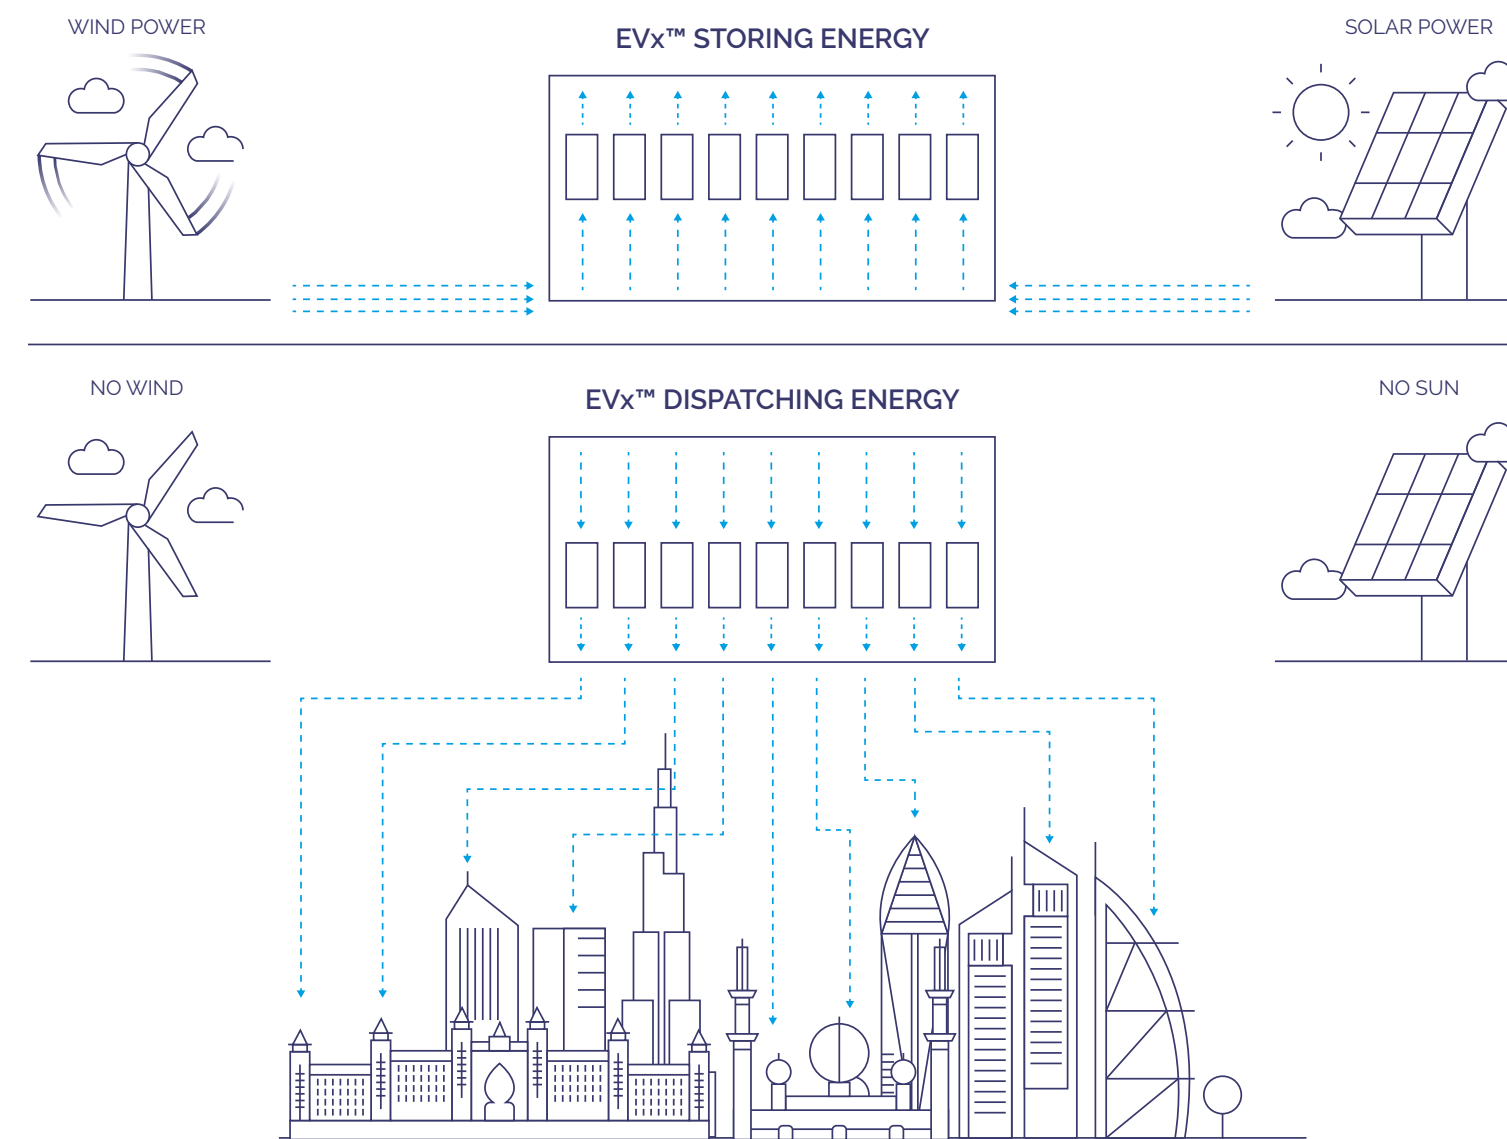 WIND POWER
EVx™ STORING ENERGY
SOLAR POWER
NO WIND
EVx™ DISPATCHING ENERGY
NO SUN